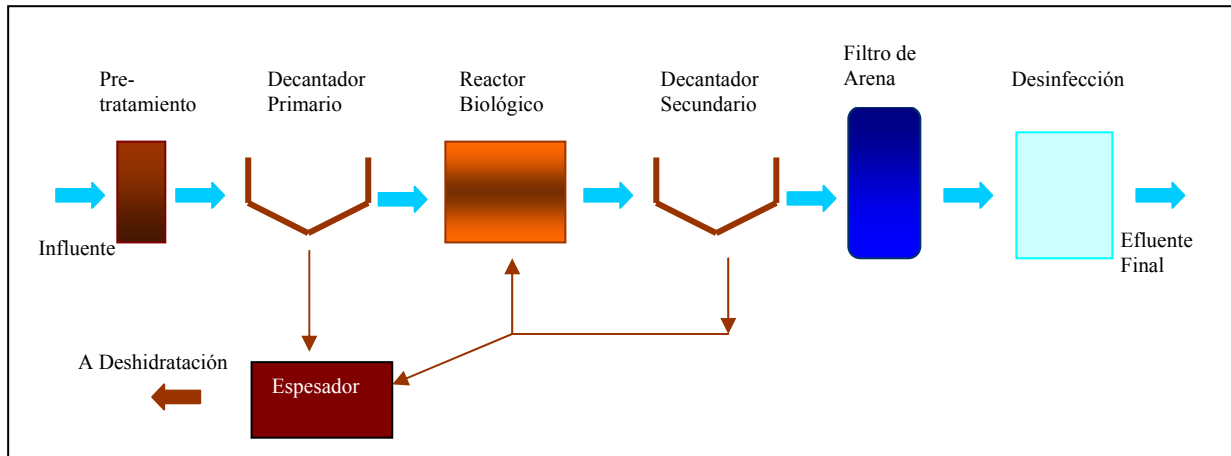 Pre-
tratamiento
Decantador
Primario
Reactor
Biológico
Decantador
Secundario
Filtro de
Arena
Desinfección
Influente
Efluente
Final
A Deshidratación
Espesador